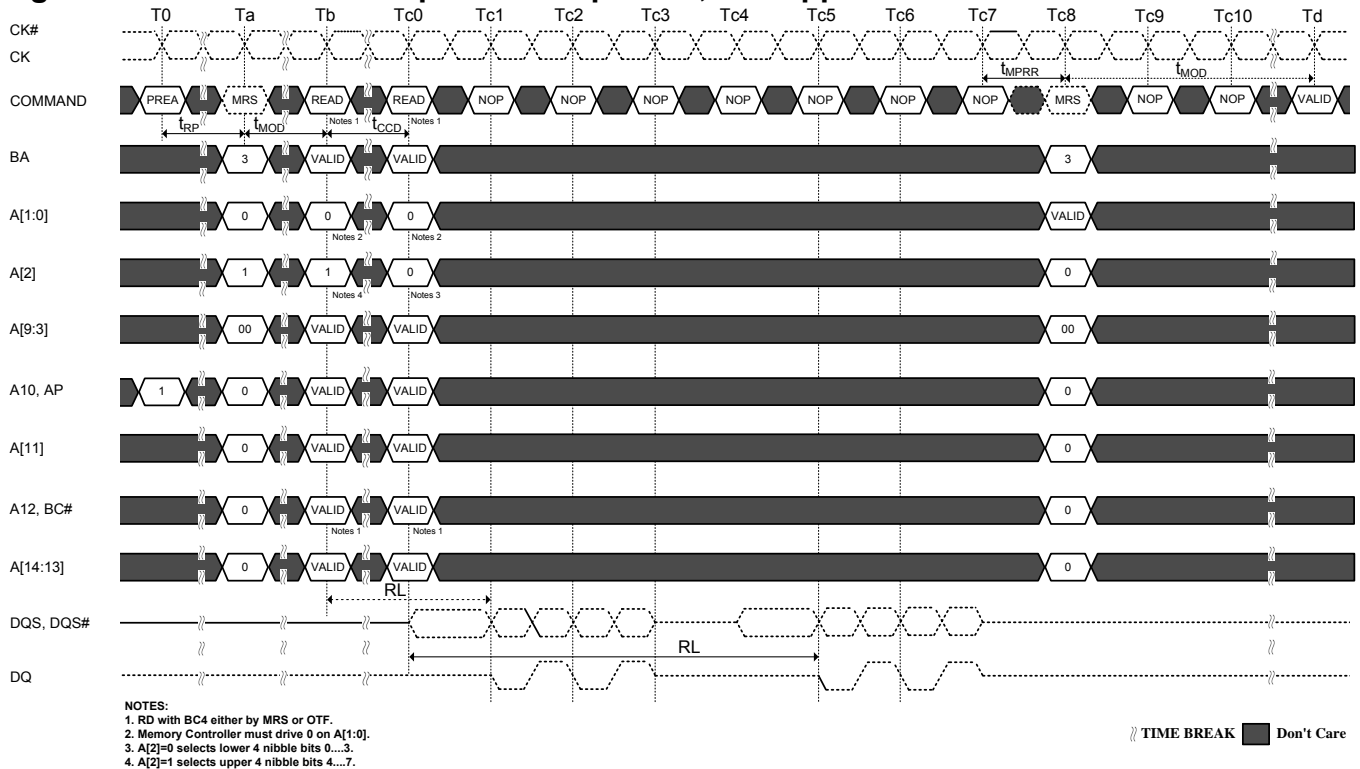 T0 Ta Tb Tc0 Tc1 Tc2 Tc3 Tc4 Tc5 Tc6 Tc7 Tc8 Tc9 Tc10 Td
CK#
CK
tMPRR tMOD
COMMAND PREA MRS READ READ NOP NOP NOP NOP NOP NOP NOP MRS NOP NOP VALID
Notes 1 Notes 1
tRP tMOD tCCD
BA 3 VALID VALID 3
A[1:0] 0 0 0 VALID
Notes 2 Notes 2
A[2] 1 1 0 0
Notes 4 Notes 3
A[9:3] 00 VALID VALID 00
A10, AP 1 0 VALID VALID 0
A[11] 0 VALID VALID 0
A12, BC# 0 VALID VALID 0
Notes 1 Notes 1
A[14:13] 0 VALID VALID 0
RL
DQS, DQS#
RL
DQ
NOTES:
1. RD with BC4 either by MRS or OTF.
2. Memory Controller must drive 0 on A[1:0].
3. A[2]=0 selects lower 4 nibble bits 0....3.
4. A[2]=1 selects upper 4 nibble bits 4....7.
TIME BREAK Don't Care